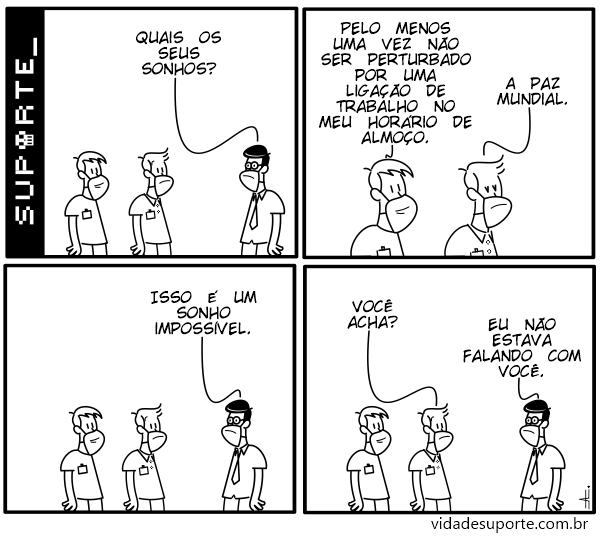 SUPORTE_
QUAIS OS
SEUS
SONHOS?
PELO MENOS
UMA VEZ NÃO
SER PERTURBADO
POR UMA
LIGAÇÃO DE
TRABALHO NO
MEU HORÁRIO DE
ALMOÇO.
A PAZ
MUNDIAL.
ISSO É UM
SONHO
IMPOSSÍVEL.
VOCÊ
ACHA?
EU NÃO
ESTAVA
FALANDO COM
VOCÊ.
vidadesuporte.com.br